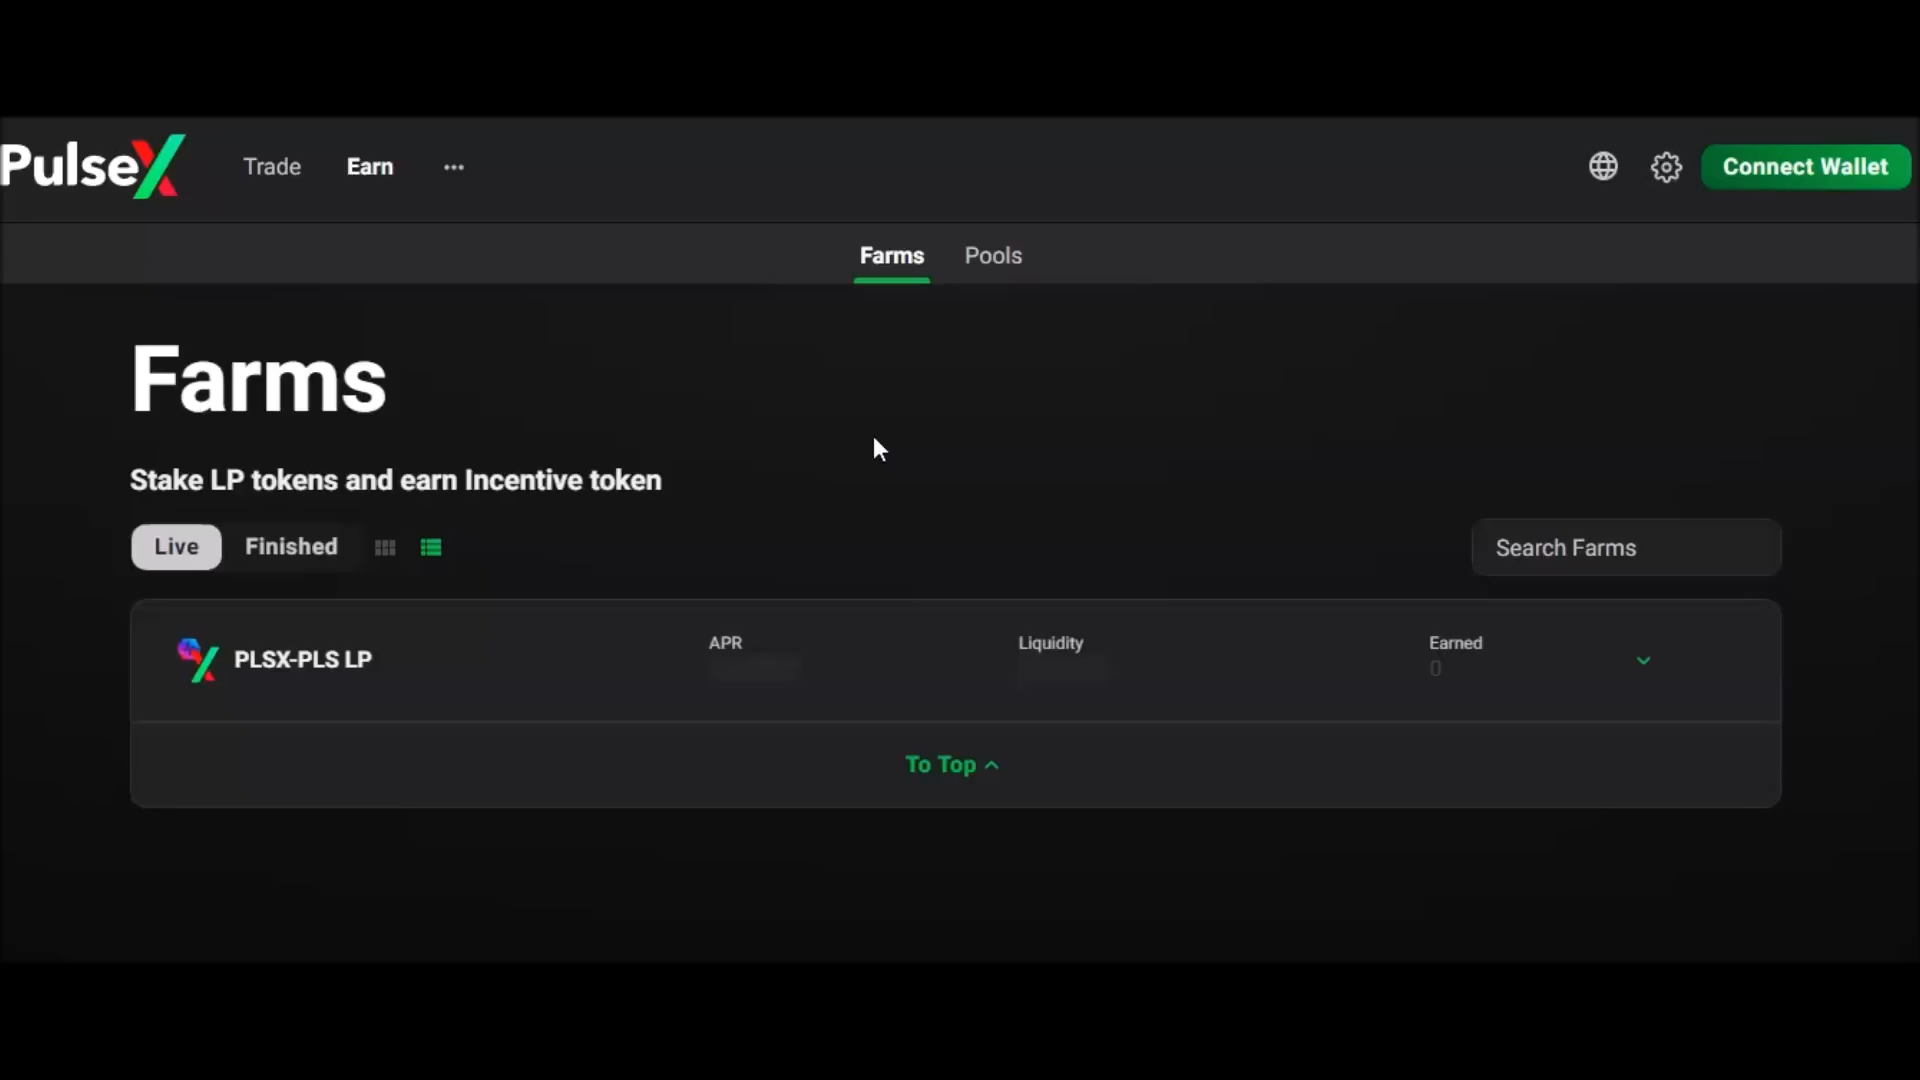 PulseX
Trade
Earn
...
Connect Wallet
Farms
Pools
Farms
Stake LP tokens and earn Incentive token
Live
Finished
Search Farms
PLSX-PLS LP
APR
Liquidity
Earned
0
To Top